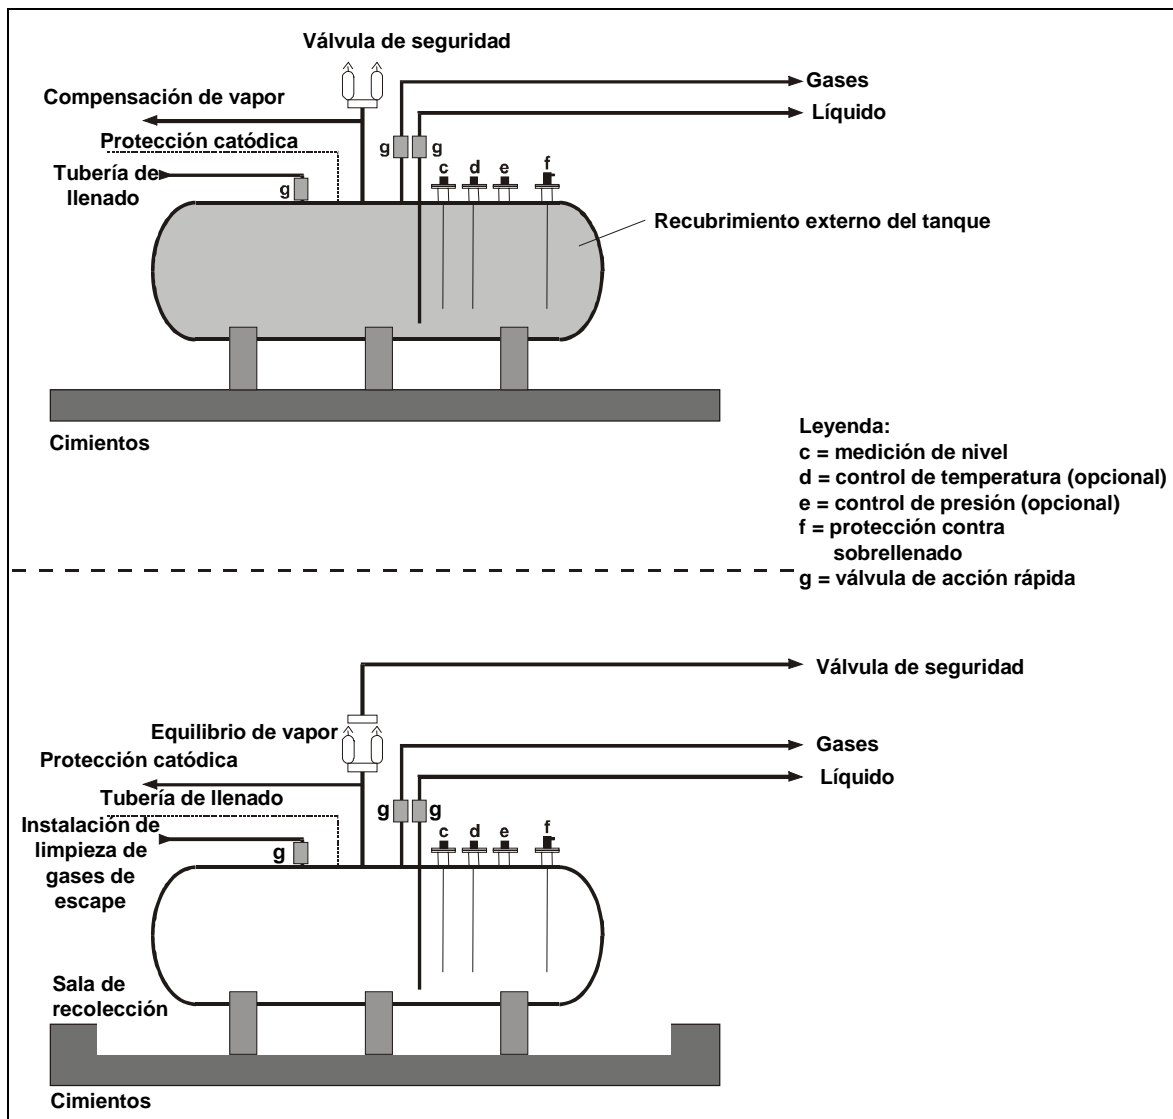 Válvula de seguridad
Gases
Compensación de vapor
Líquido
Protección catódica
g
g
c
d
e
f
Tubería de
llenado
g
Recubrimiento externo del tanque
Cimientos
Leyenda:
c = medición de nivel
d = control de temperatura (opcional)
e = control de presión (opcional)
f = protección contra
sobrellenado
g = válvula de acción rápida
Válvula de seguridad
Equilibrio de vapor
Gases
Protección catódica
Líquido
Tubería de llenado
g
g
c
d
e
f
Instalación de
limpieza de
gases de
escape
g
Sala de
recolección
Cimientos